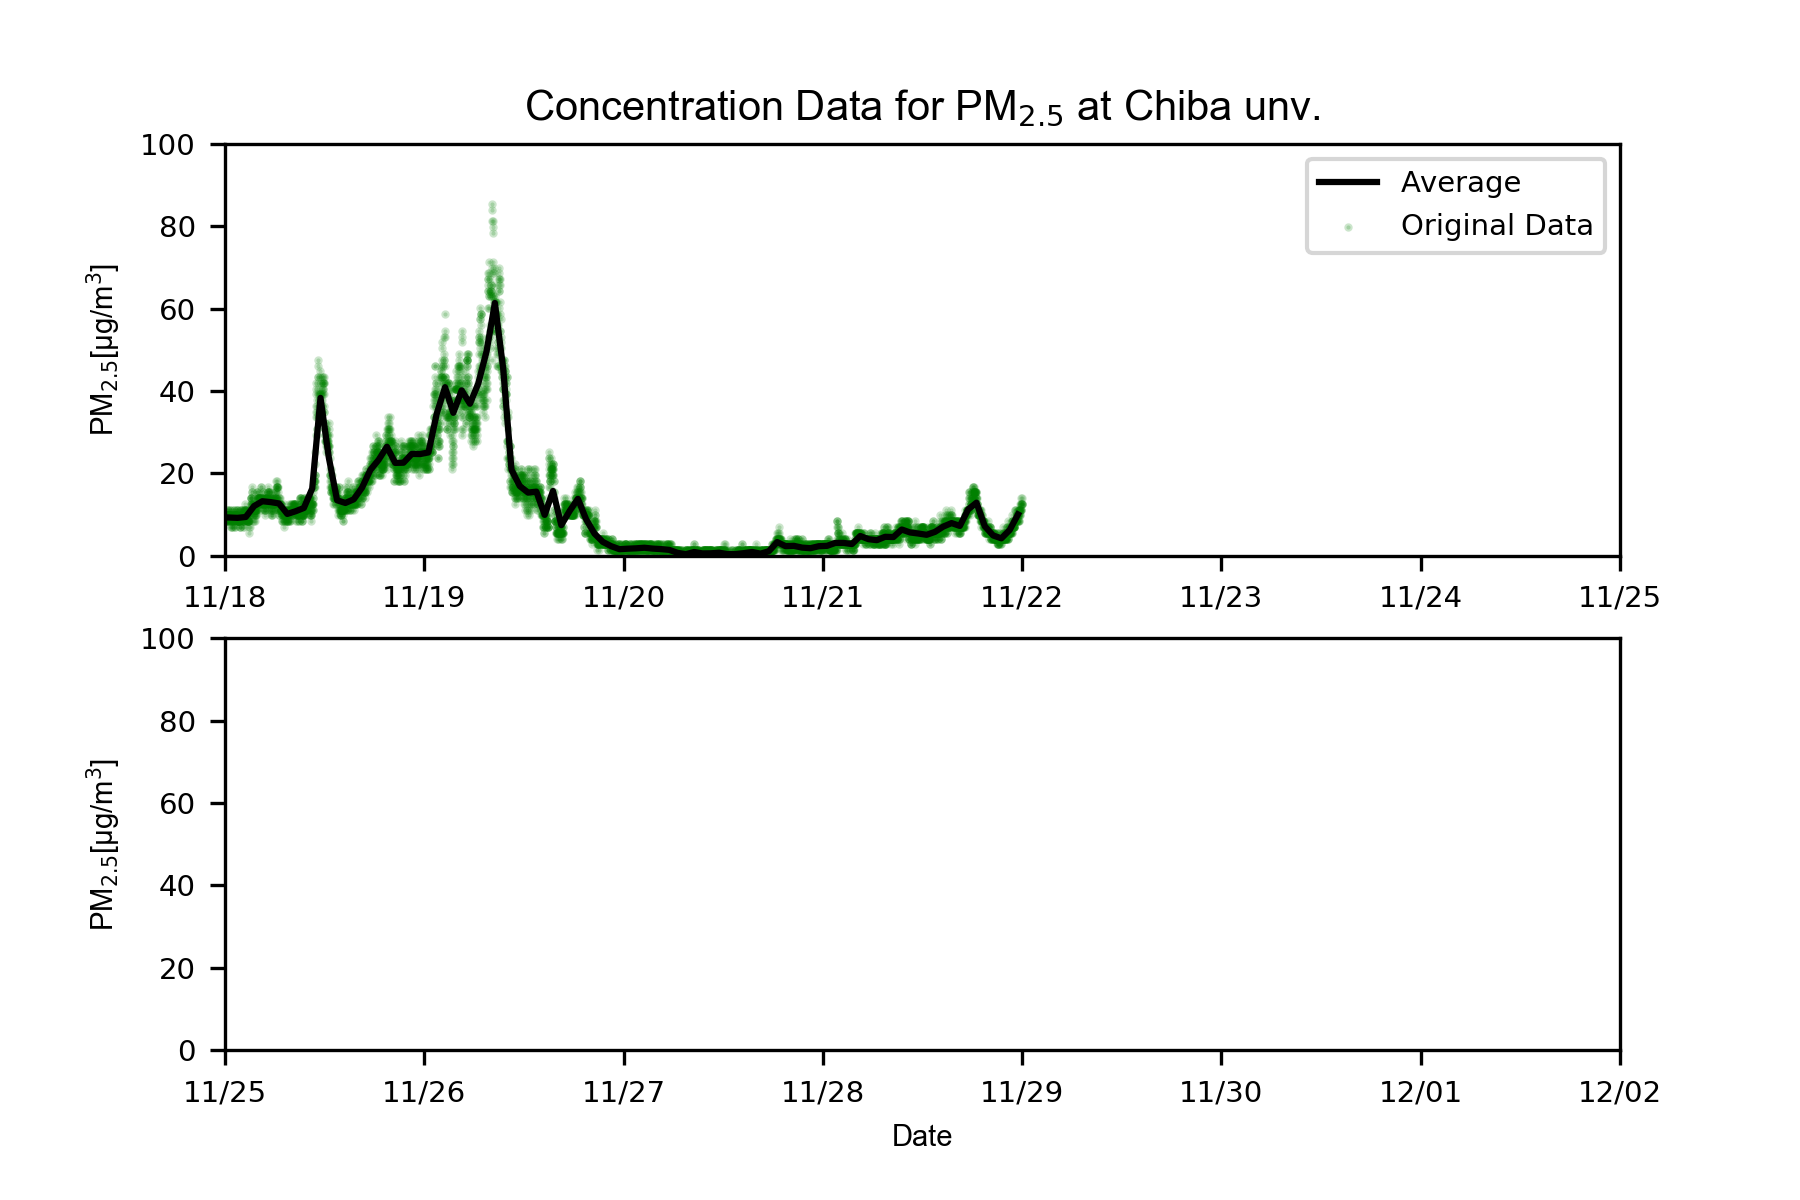 Concentration Data for PM2.5 at Chiba unv.
100
80
60
40
20
0
PM2.5[µg/m3]
Average
Original Data
11/18 11/19 11/20 11/21 11/22 11/23 11/24 11/25
100
80
60
40
20
0
PM2.5[µg/m3]
11/25 11/26 11/27 11/28 11/29 11/30 12/01 12/02
Date